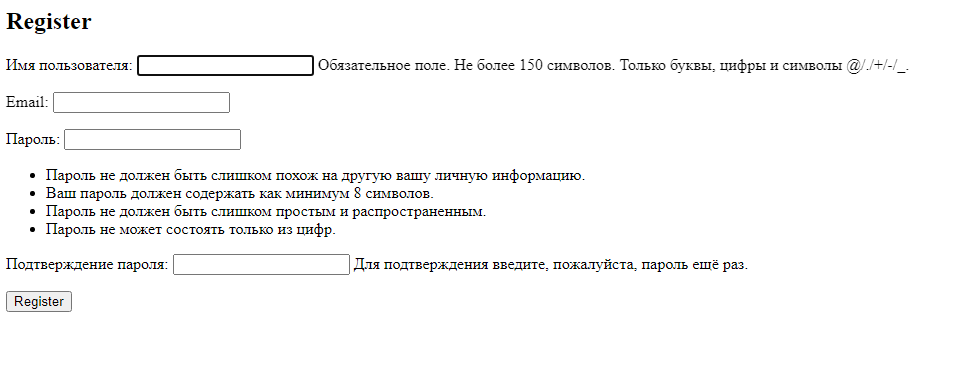 Register
Имя пользователя: Обязательное поле. Не более 150 символов. Только буквы, цифры и символы @/./+/-/_.
Email:
Пароль:
Пароль не должен быть слишком похож на другую вашу личную информацию.
Ваш пароль должен содержать как минимум 8 символов.
Пароль не должен быть слишком простым и распространенным.
Пароль не может состоять только из цифр.
Подтверждение пароля: Для подтверждения введите, пожалуйста, пароль ещё раз.
Register